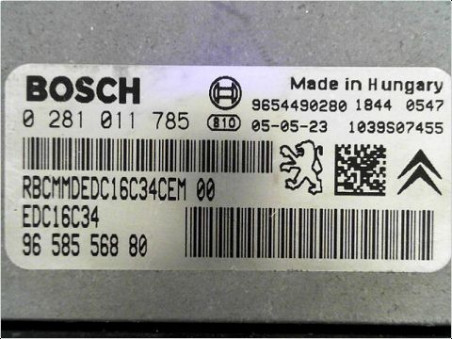 BOSCH
Made in Hungary
9654490280 1844 0547
0 281 011 785 810 05-05-23 1039S07455
RBCMMDEDC16C34CEM 00
EDC16C34
96 585 568 80